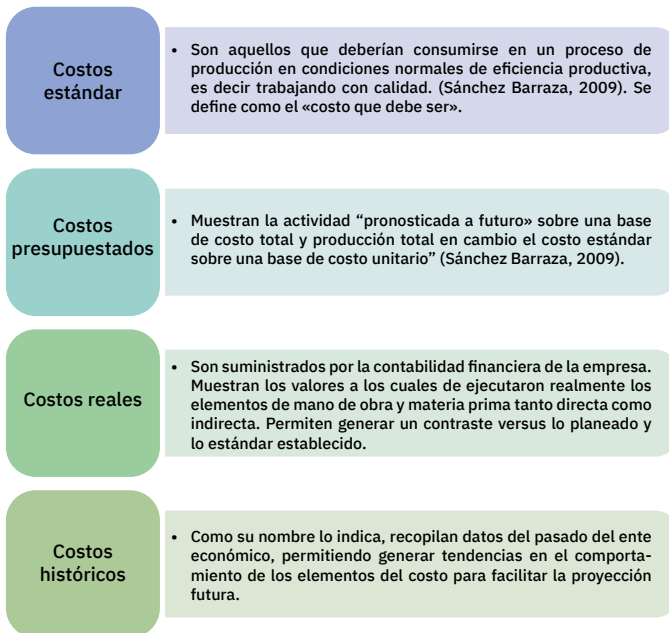 Costos
estándar
• Son aquellos que deberían consumirse en un proceso de
producción en condiciones normales de eficiencia productiva,
es decir trabajando con calidad. (Sánchez Barraza, 2009). Se
define como el «costo que debe ser».
Costos
presupuestados
• Muestran la actividad “pronosticada a futuro» sobre una base
de costo total y producción total en cambio el costo estándar
sobre una base de costo unitario” (Sánchez Barraza, 2009).
Costos reales
• Son suministrados por la contabilidad financiera de la empresa.
Muestran los valores a los cuales de ejecutaron realmente los
elementos de mano de obra y materia prima tanto directa como
indirecta. Permiten generar un contraste versus lo planeado y
lo estándar establecido.
Costos
históricos
• Como su nombre lo indica, recopilan datos del pasado del ente
económico, permitiendo generar tendencias en el comporta-
miento de los elementos del costo para facilitar la proyección
futura.